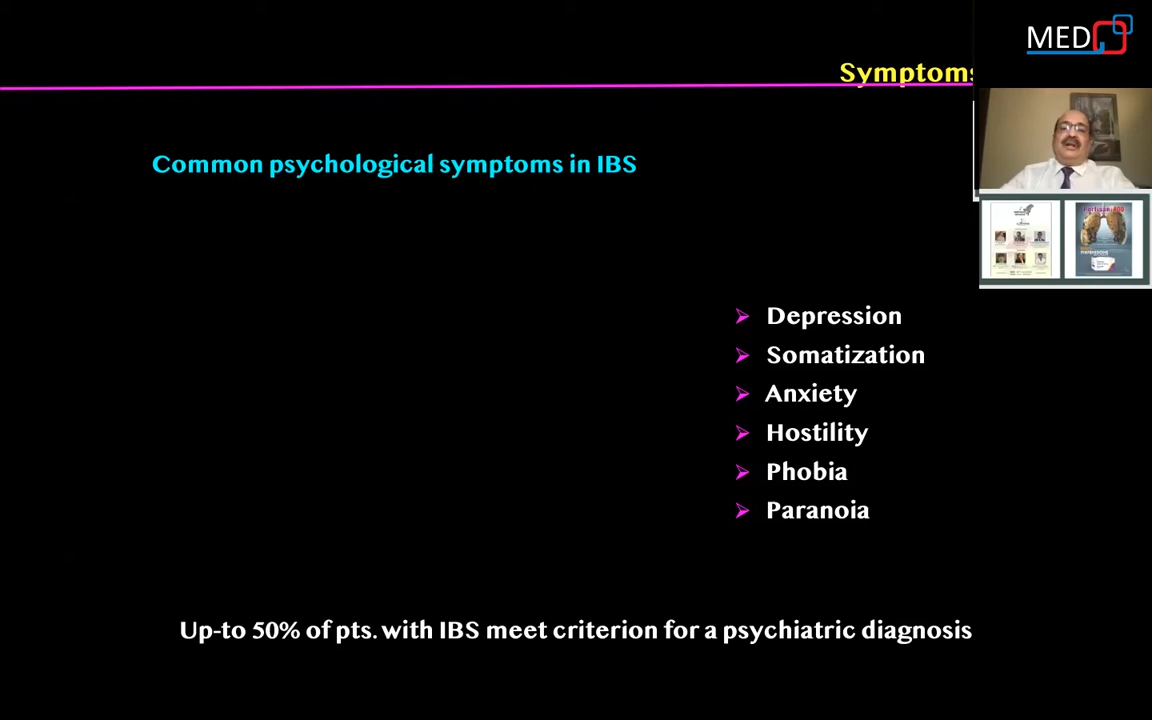 MED
Symptoms
Common psychological symptoms in IBS
Depression
Somatization
Anxiety
Hostility
Phobia
Paranoia
Up-to 50% of pts. with IBS meet criterion for a psychiatric diagnosis